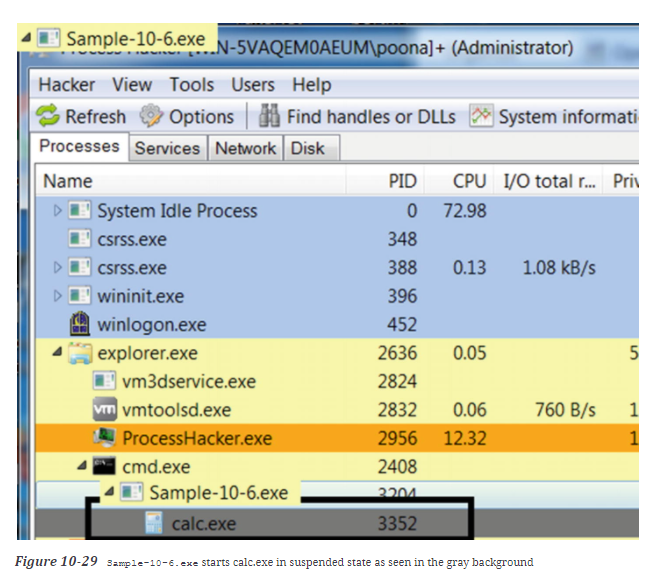 Sample-10-6.exe
Process Hacker [WIN-5VAQEM0AEUM\poona]+ (Administrator)
Hacker View Tools Users Help
Refresh Options Find handles or DLLs System informati
Processes Services Network Disk
Name PID CPU I/O total r... Priv
System Idle Process 0 72.98
csrss.exe 348
csrss.exe 388 0.13 1.08 kB/s
wininit.exe 396
winlogon.exe 452
explorer.exe 2636 0.05 5
vm3dservice.exe 2824
vmtoolsd.exe 2832 0.06 760 B/s 1
ProcessHacker.exe 2956 12.32 1
cmd.exe 2408
Sample-10-6.exe 3204
calc.exe 3352
Figure 10-29 Sample-10-6.exe starts calc.exe in suspended state as seen in the gray background